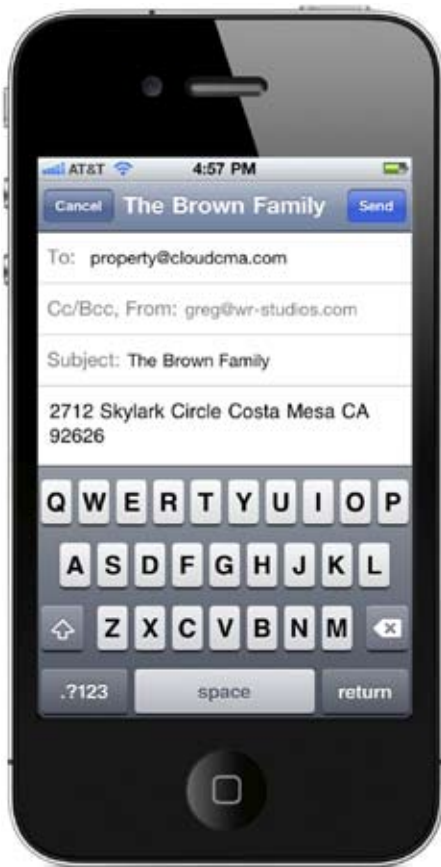 AT&T 4:57 PM
Cancel The Brown Family Send
To: property@cloudcma.com
Cc/Bcc, From: greg@wr-studios.com
Subject: The Brown Family
2712 Skylark Circle Costa Mesa CA
92626
Q W E R T Y U I O P
A S D F G H J K L
Z X C V B N M
.?123 space return